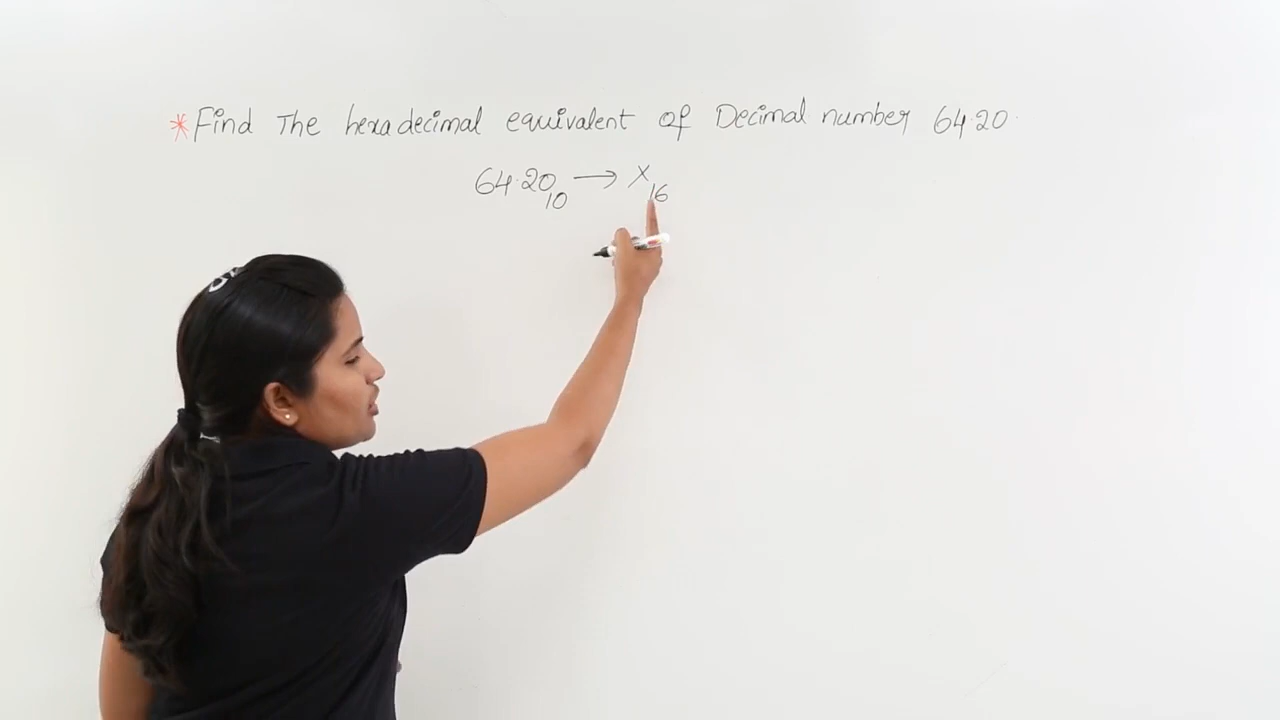 *Find The hexadecimal equivalent of Decimal number 64.20.
64.20₁₀ → X₁₆